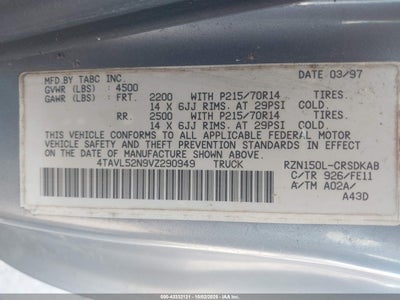 MFD.BY TABC INC. DATE 03/97
GVWR (LBS) 4500
GAWR (LBS) FRT. 2200 WITH P215/70R14 TIRES.
14 X 6JJ RIMS. AT 29PSI COLD.
RR. 2500 WITH P215/70R14 TIRES.
14 X 6JJ RIMS. AT 29PSI COLD.
THIS VEHICLE CONFORMS TO ALL APPLICABLE FEDERAL MOTOR
VEHICLE SAFETY STANDARDS IN EFFECT ON THE
DATE OF MANUFACTURE SHOWN ABOVE.
4TAVL52N9VZ290949 TRUCK RZN150L-CRSDKAB
C/TR 926/FE11
A/TM A02A/
A43D